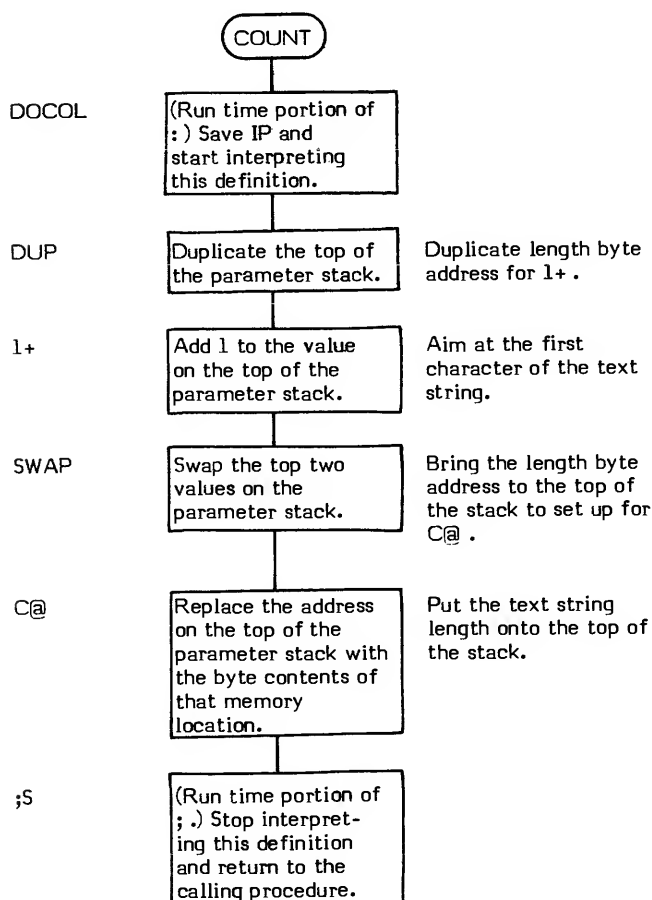 COUNT
DOCOL
(Run time portion of
: ) Save IP and
start interpreting
this definition.
DUP
Duplicate the top of
the parameter stack.
Duplicate length byte
address for 1+ .
1+
Add 1 to the value
on the top of the
parameter stack.
Aim at the first
character of the text
string.
SWAP
Swap the top two
values on the
parameter stack.
Bring the length byte
address to the top of
the stack to set up for
C@ .
C@
Replace the address
on the top of the
parameter stack with
the byte contents of
that memory
location.
Put the text string
length onto the top of
the stack.
;S
(Run time portion of
; .) Stop interpret-
ing this definition
and return to the
calling procedure.